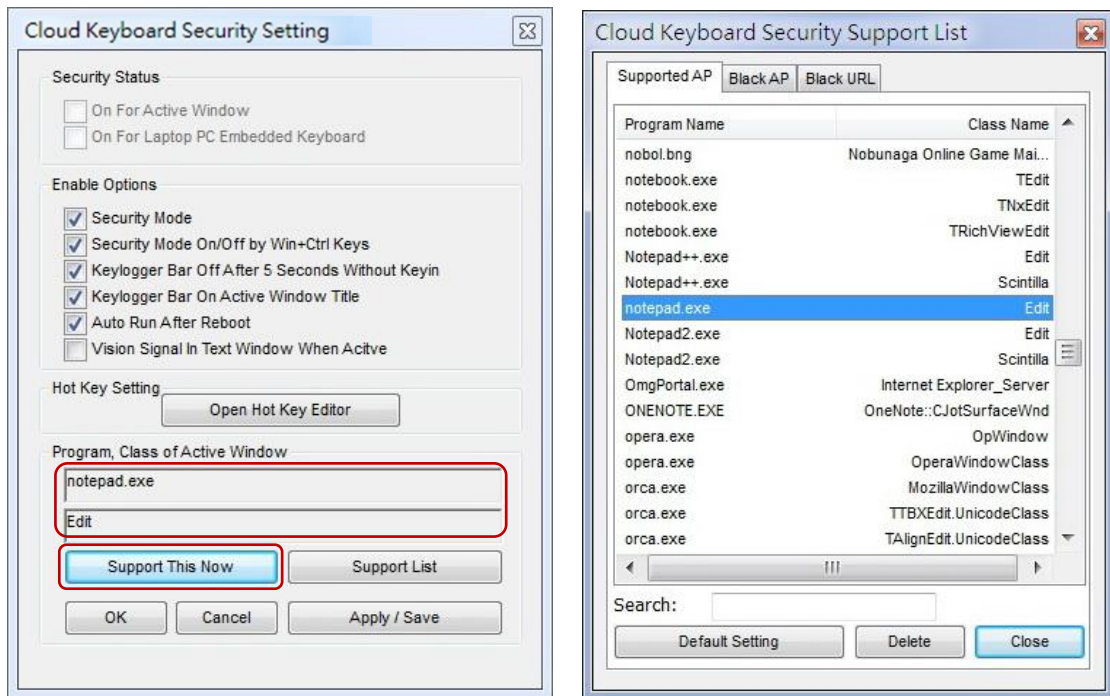 Cloud Keyboard Security Setting
Security Status
On For Active Window
On For Laptop PC Embedded Keyboard
Enable Options
Security Mode
Security Mode On/Off by Win+Ctrl Keys
Keylogger Bar Off After 5 Seconds Without Keyin
Keylogger Bar On Active Window Title
Auto Run After Reboot
Vision Signal In Text Window When Acitve
Hot Key Setting
Open Hot Key Editor
Program, Class of Active Window
notepad.exe
Edit
Support This Now Support List
OK Cancel Apply / Save
Cloud Keyboard Security Support List
Supported AP Black AP Black URL
Program Name Class Name
nobol.bng Nobunaga Online Game Mai...
notebook.exe TEdit
notebook.exe TNxEdit
notebook.exe TRichViewEdit
Notepad++.exe Edit
Notepad++.exe Scintilla
notepad.exe Edit
Notepad2.exe Edit
Notepad2.exe Scintilla
OmgPortal.exe Internet Explorer_Server
ONENOTE.EXE OneNote::CJotSurfaceWnd
opera.exe OpWindow
opera.exe OperaWindowClass
orca.exe MozillaWindowClass
orca.exe TTBXEdit.UnicodeClass
orca.exe TAlignEdit.UnicodeClass
Search:
Default Setting Delete Close